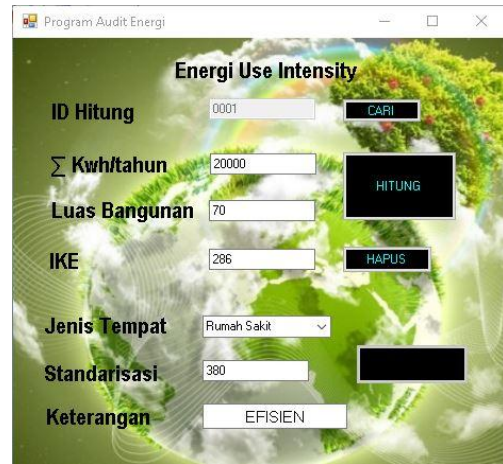 Program Audit Energi
Energi Use Intensity
ID Hitung 0001 CARI
∑ Kwh/tahun 20000
HITUNG
Luas Bangunan 70
IKE 286 HAPUS
Jenis Tempat Rumah Sakit
Standarisasi 380
Keterangan EFISIEN